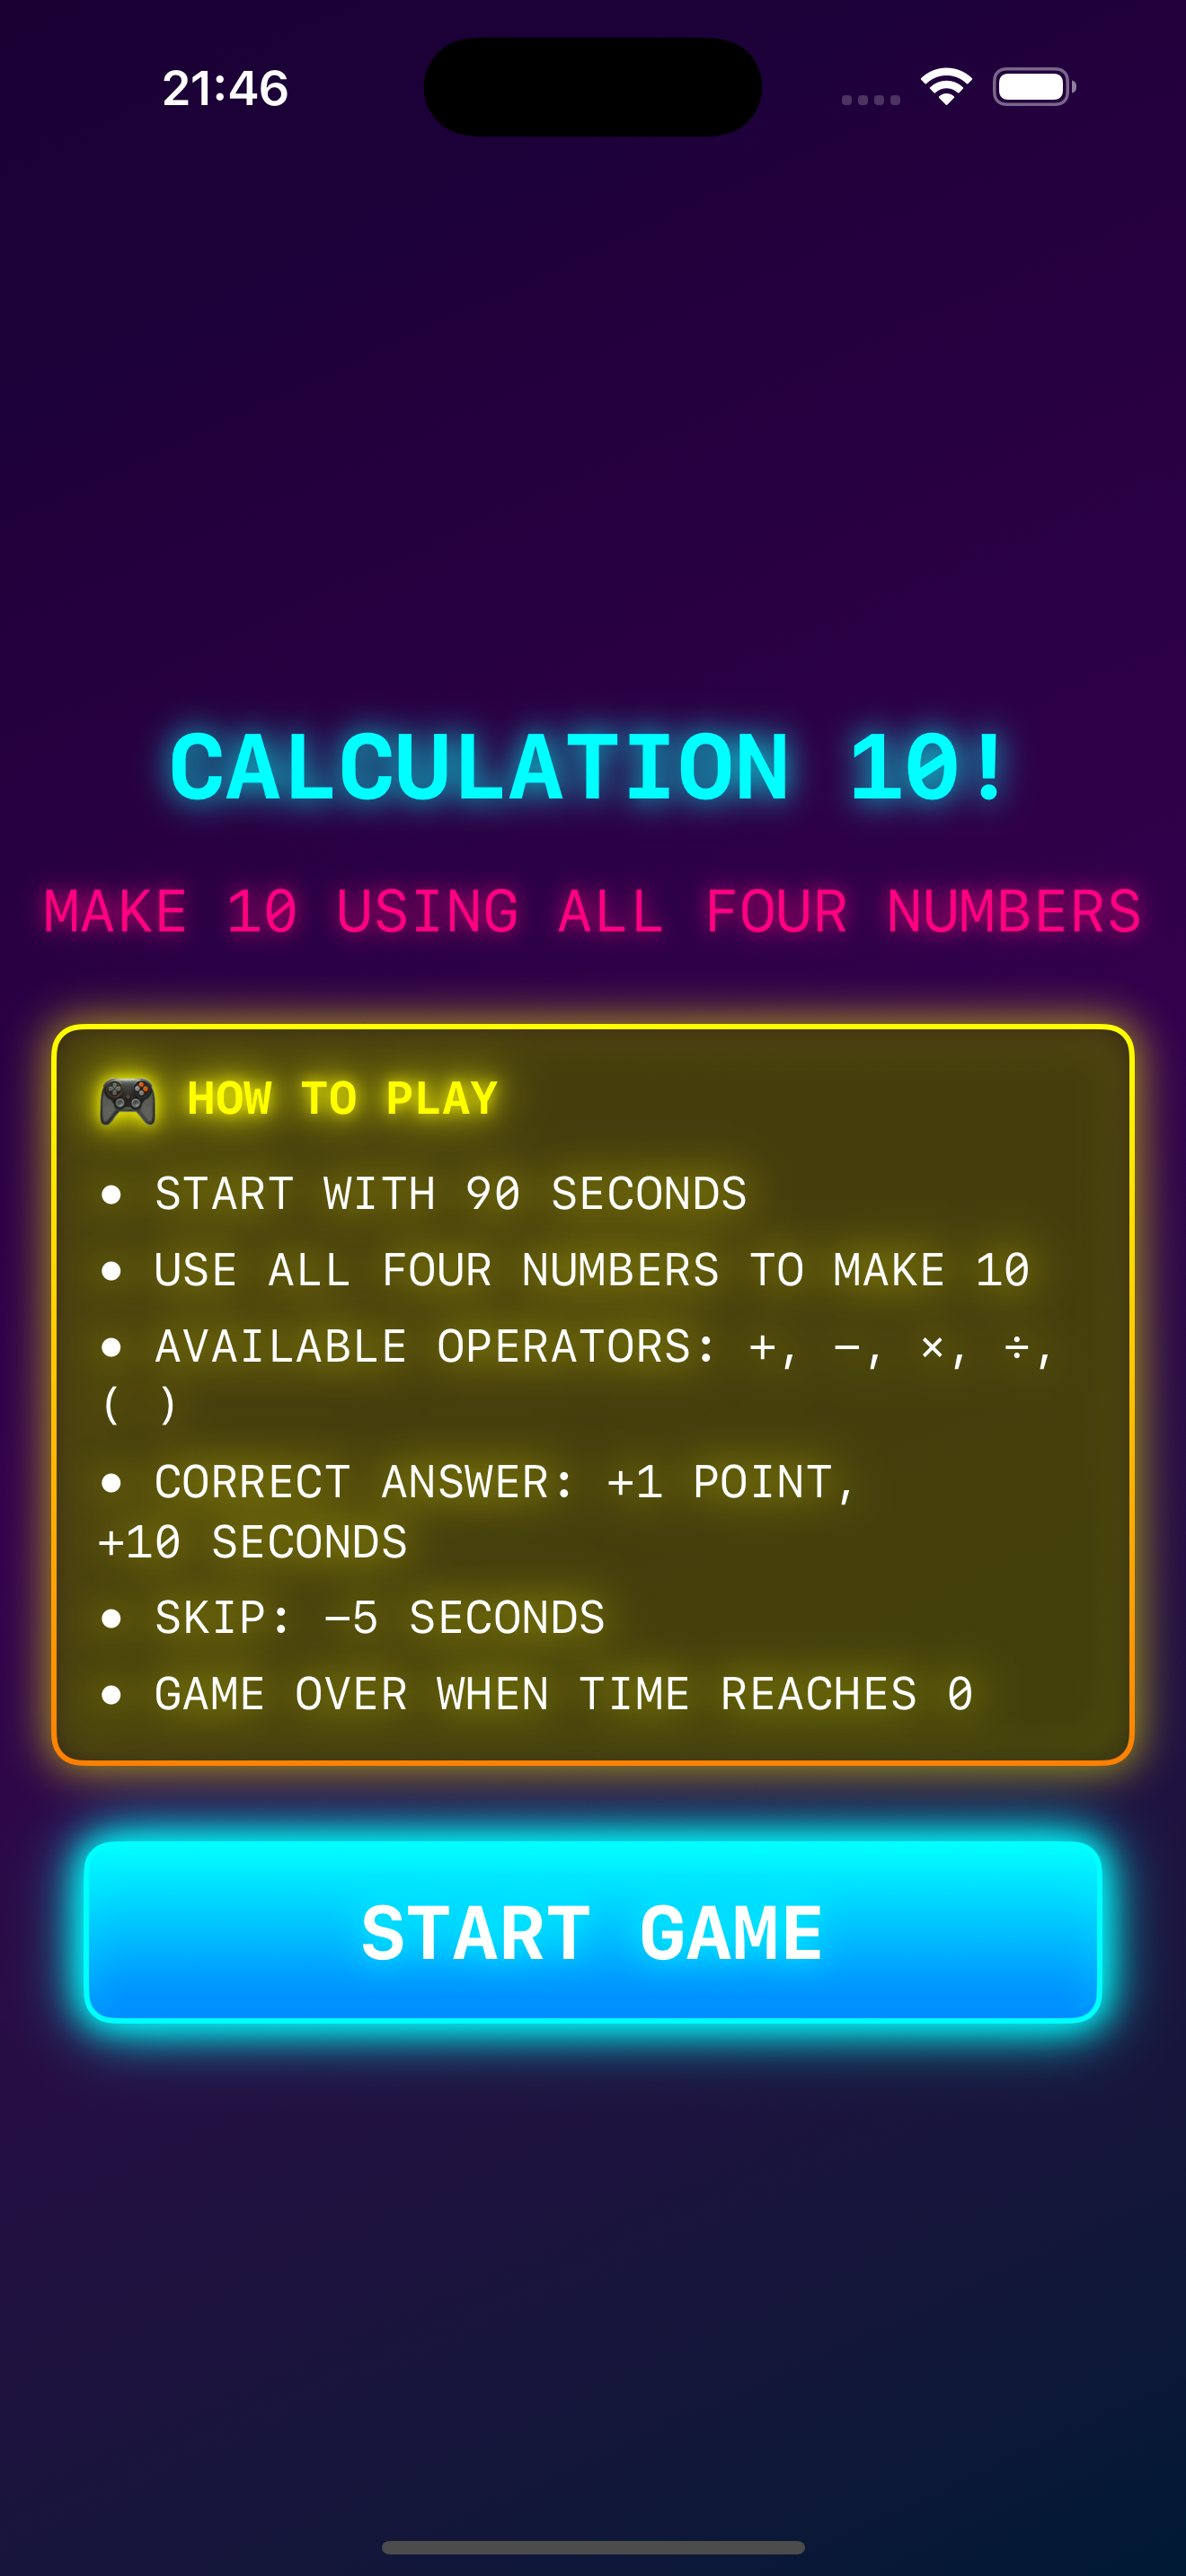 21:46
CALCULATION 10!
MAKE 10 USING ALL FOUR NUMBERS
🎮 HOW TO PLAY
● START WITH 90 SECONDS
● USE ALL FOUR NUMBERS TO MAKE 10
● AVAILABLE OPERATORS: +, −, ×, ÷,
( )
● CORRECT ANSWER: +1 POINT,
+10 SECONDS
● SKIP: −5 SECONDS
● GAME OVER WHEN TIME REACHES 0
START GAME